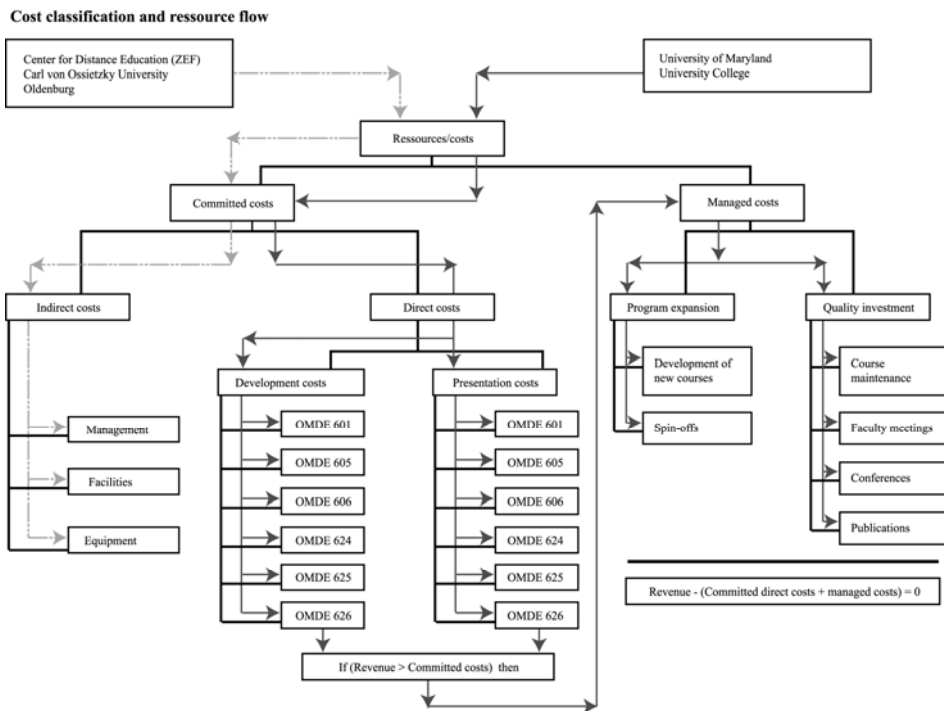 Cost classification and ressource flow
Center for Distance Education (ZEF)
Carl von Ossietzky University
Oldenburg
University of Maryland
University College
Ressources/costs
Committed costs
Managed costs
Indirect costs
Direct costs
Program expansion
Quality investment
Development costs
Presentation costs
Development of
new courses
Course
maintenance
Management
OMDE 601
OMDE 601
Spin-offs
Faculty meetings
Facilities
OMDE 605
OMDE 605
Conferences
OMDE 606
OMDE 606
Publications
Equipment
OMDE 624
OMDE 624
OMDE 625
OMDE 625
Revenue - (Committed direct costs + managed costs) = 0
OMDE 626
OMDE 626
If (Revenue > Committed costs) then